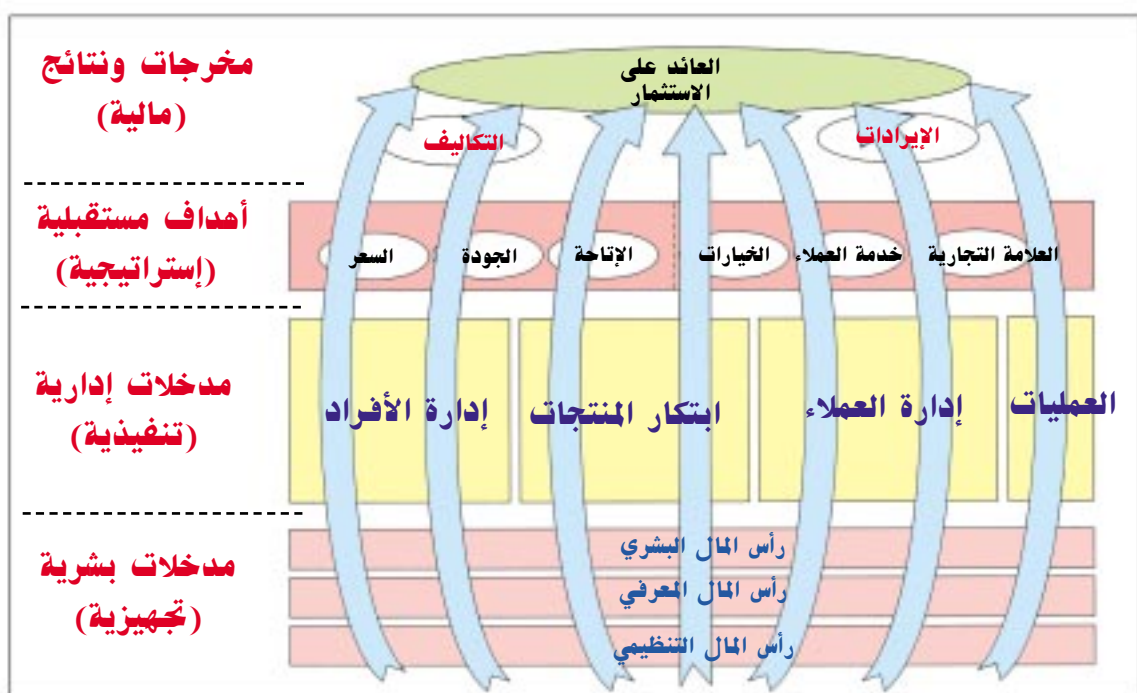 مخرجات ونتائج
(مالية)
العائد على
الاستثمار
الإيرادات
التكاليف
أهداف مستقبلية
(إستراتيجية)
العلامة التجارية
خدمة العملاء
الخيارات
الإتاحة
الجودة
السعر
مدخلات إدارية
(تنفيذية)
العمليات
إدارة العملاء
ابتكار المنتجات
إدارة الأفراد
مدخلات بشرية
(تجهيزية)
رأس المال البشري
رأس المال المعرفي
رأس المال التنظيمي